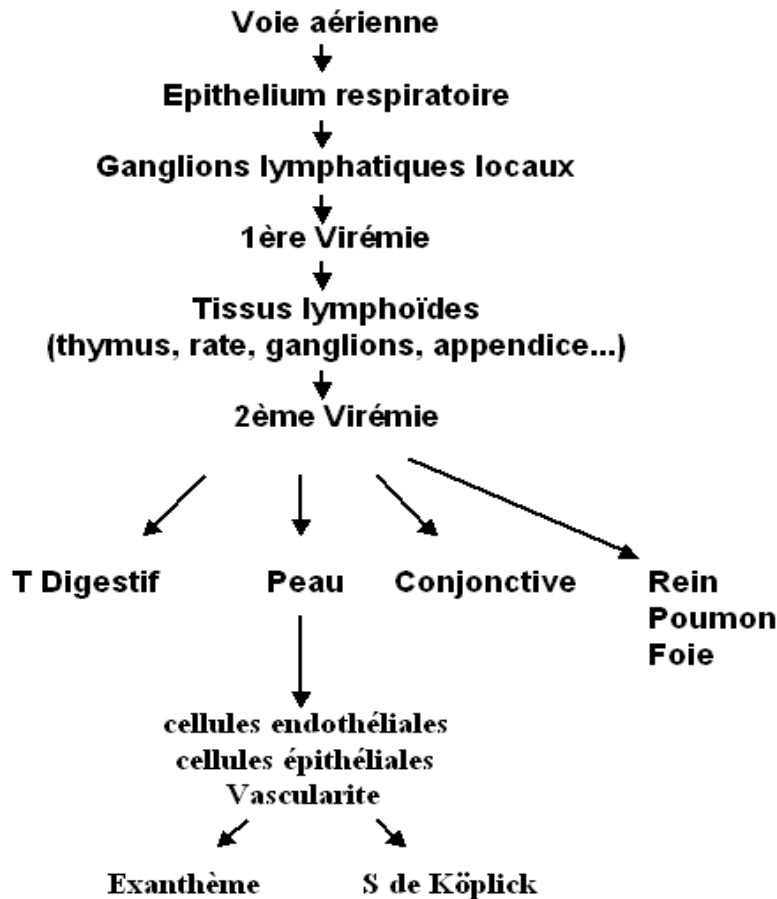 Voie aérienne
Epithelium respiratoire
Ganglions lymphatiques locaux
1ère Virémie
Tissus lymphoïdes
(thymus, rate, ganglions, appendice...)
2ème Virémie
T Digestif
Peau
Conjonctive
Rein
Poumon
Foie
cellules endothéliales
cellules épithéliales
Vascularite
Exanthème
S de Köplick